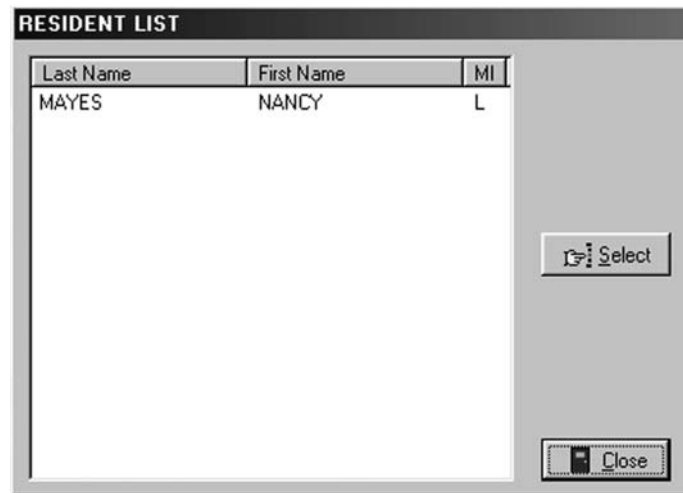 RESIDENT LIST
Last Name First Name MI
MAYES NANCY L
Select
Close